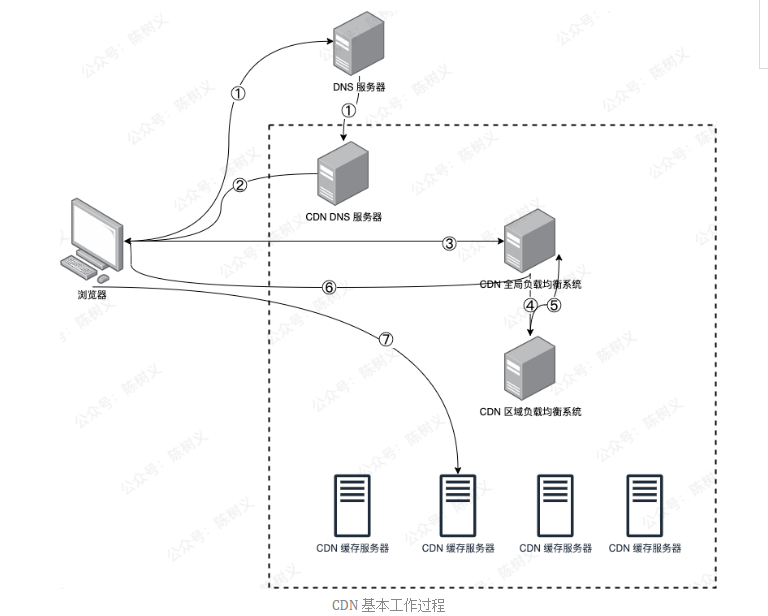 DNS 服务器
①
①
CDN DNS 服务器
②
③
CDN 全局负载均衡系统
浏览器
⑥
④
⑤
⑦
CDN 区域负载均衡系统
CDN 缓存服务器
CDN 缓存服务器
CDN 缓存服务器
CDN 缓存服务器
CDN 基本工作过程
公众号：陈树义